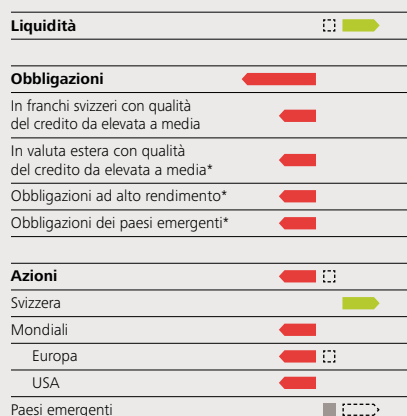 Liquidità
Obbligazioni
In franchi svizzeri con qualità
del credito da elevata a media
In valuta estera con qualità
del credito da elevata a media*
Obbligazioni ad alto rendimento*
Obbligazioni dei paesi emergenti*
Azioni
Svizzera
Mondiali
Europa
USA
Paesi emergenti